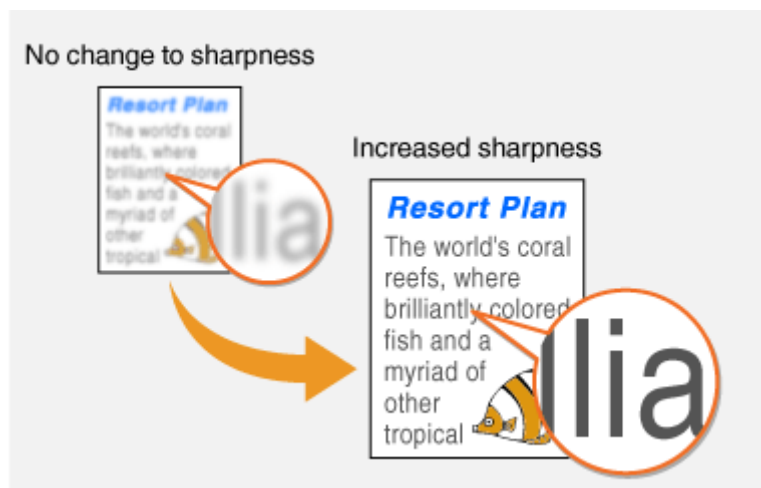 No change to sharpness
Resort Plan
The world's coral
reefs, where
brilliantly colored
fish and a
myriad of
other
tropical
lia
Increased sharpness
Resort Plan
The world's coral
reefs, where
brilliantly colored
fish and a
myriad of
other
tropical
llia